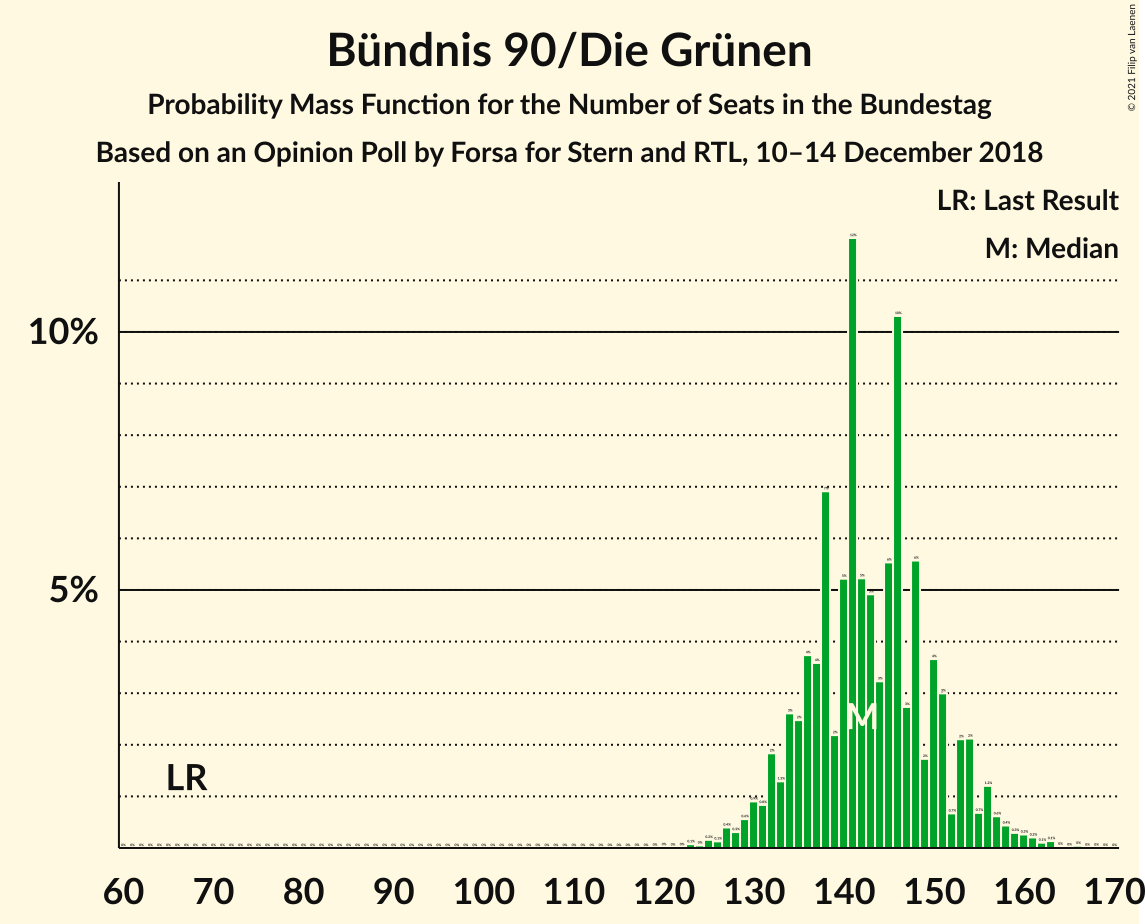 Bündnis 90/Die Grünen
Probability Mass Function for the Number of Seats in the Bundestag
Based on an Opinion Poll by Forsa for Stern and RTL, 10–14 December 2018
© 2021 Filip van Laenen
LR: Last Result
M: Median
10%
5%
LR
M
60 70 80 90 100 110 120 130 140 150 160 170